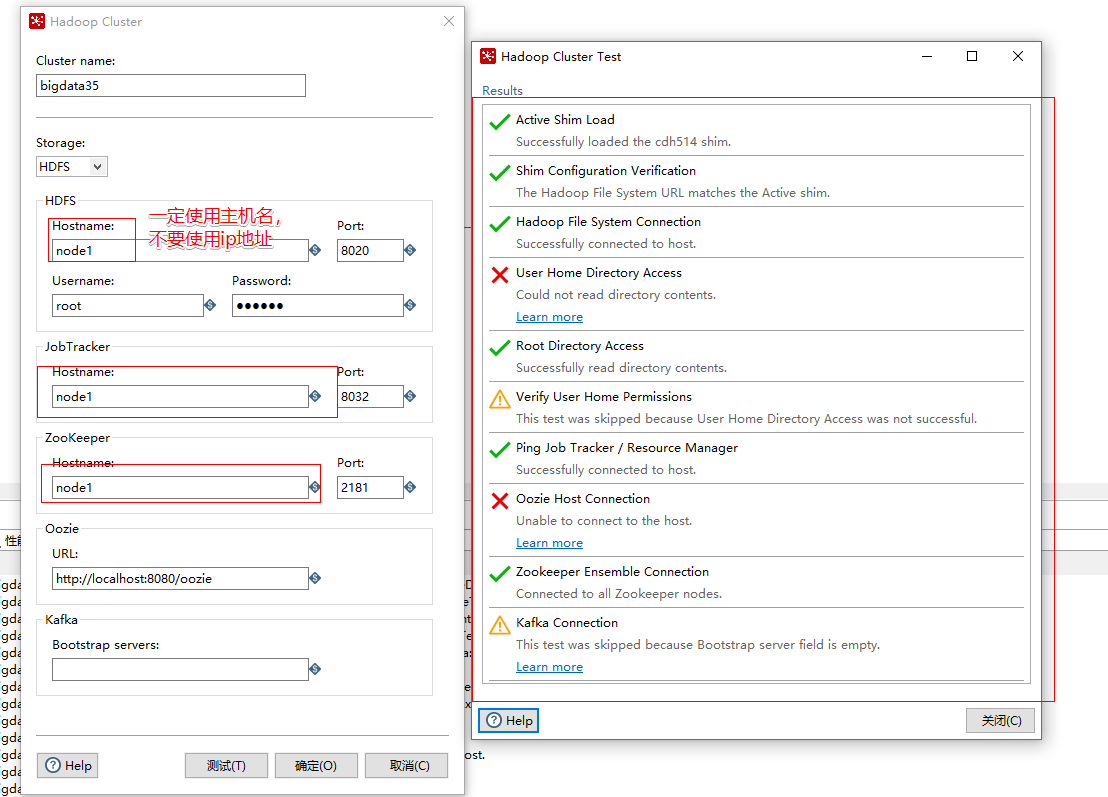 Hadoop Cluster
Cluster name:
bigdata35
Storage:
HDFS
HDFS
Hostname:
Port:
一定使用主机名,
不要使用ip地址
node1
8020
Username:
Password:
root
●●●●●●
JobTracker
Hostname:
Port:
node1
8032
ZooKeeper
Hostname:
Port:
node1
2181
Oozie
URL:
http://localhost:8080/oozie
Kafka
Bootstrap servers:
Help
测试(T)
确定(O)
取消(C)
Hadoop Cluster Test
Results
Active Shim Load
Successfully loaded the cdh514 shim.
Shim Configuration Verification
The Hadoop File System URL matches the Active shim.
Hadoop File System Connection
Successfully connected to host.
User Home Directory Access
Could not read directory contents.
Learn more
Root Directory Access
Successfully read directory contents.
Verify User Home Permissions
This test was skipped because User Home Directory Access was not successful.
Ping Job Tracker / Resource Manager
Successfully connected to host.
Oozie Host Connection
Unable to connect to the host.
Learn more
Zookeeper Ensemble Connection
Connected to all Zookeeper nodes.
Kafka Connection
This test was skipped because Bootstrap server field is empty.
Learn more
Help
关闭(C)
ost.